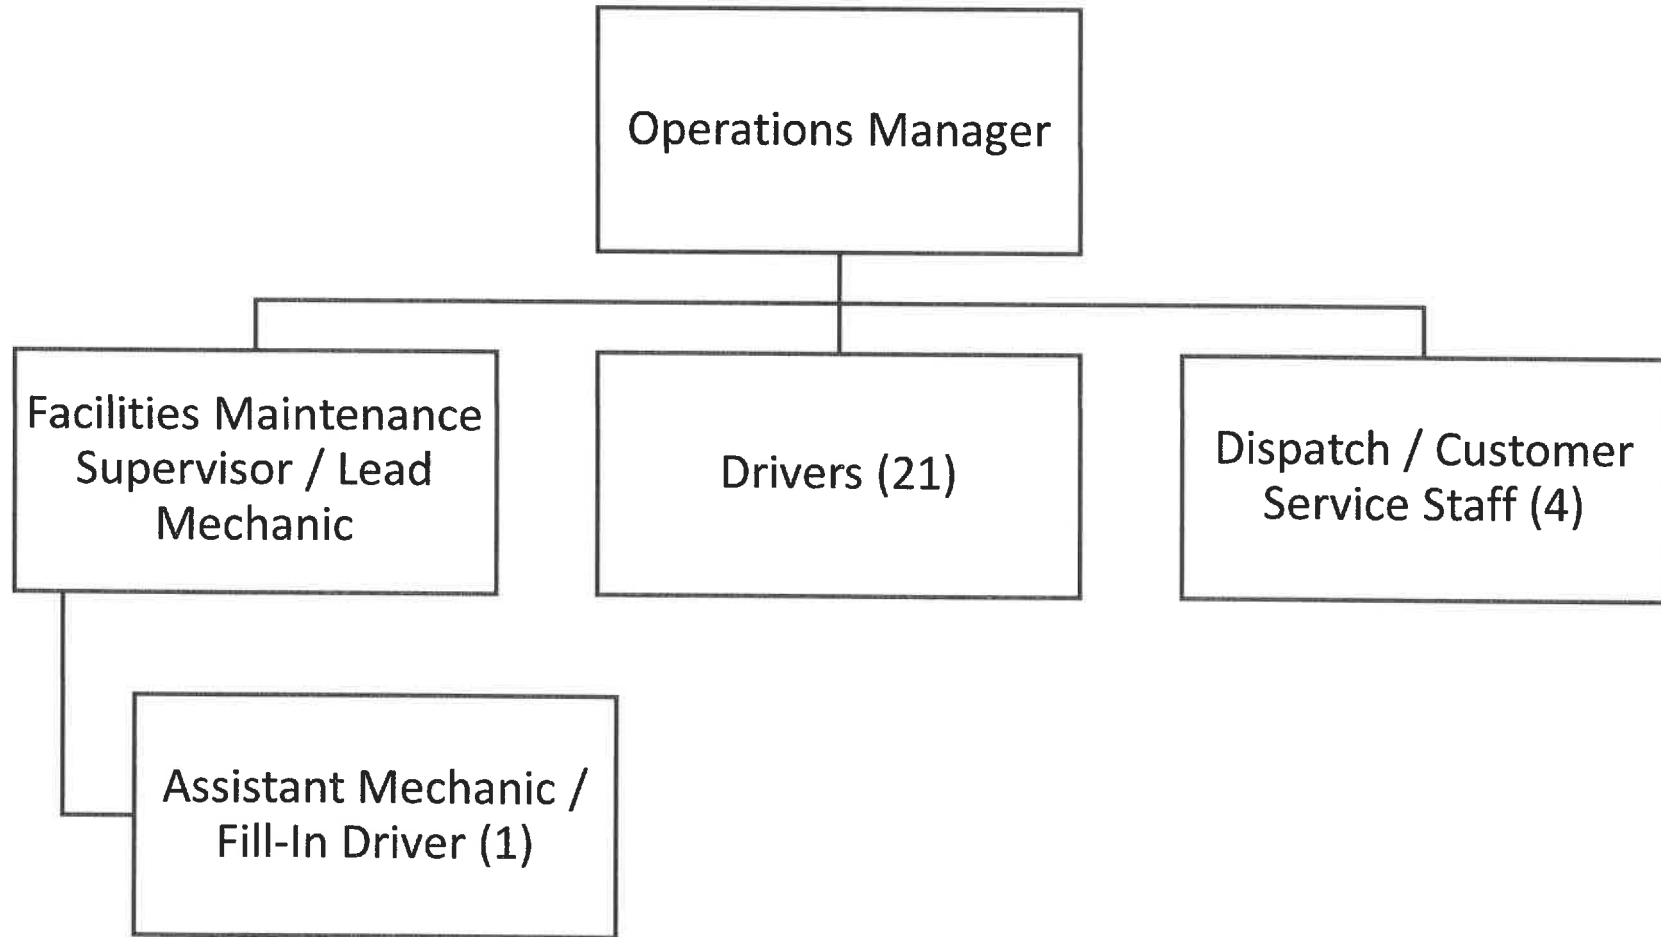 Operations Manager
Facilities Maintenance
Supervisor / Lead
Mechanic
Drivers (21)
Dispatch / Customer
Service Staff (4)
Assistant Mechanic /
Fill-In Driver (1)